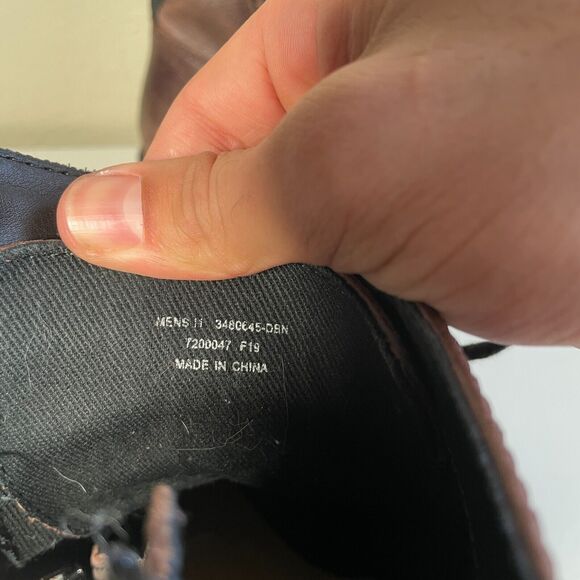 MENS 11 3480645-DBN
7200047 F19
MADE IN CHINA